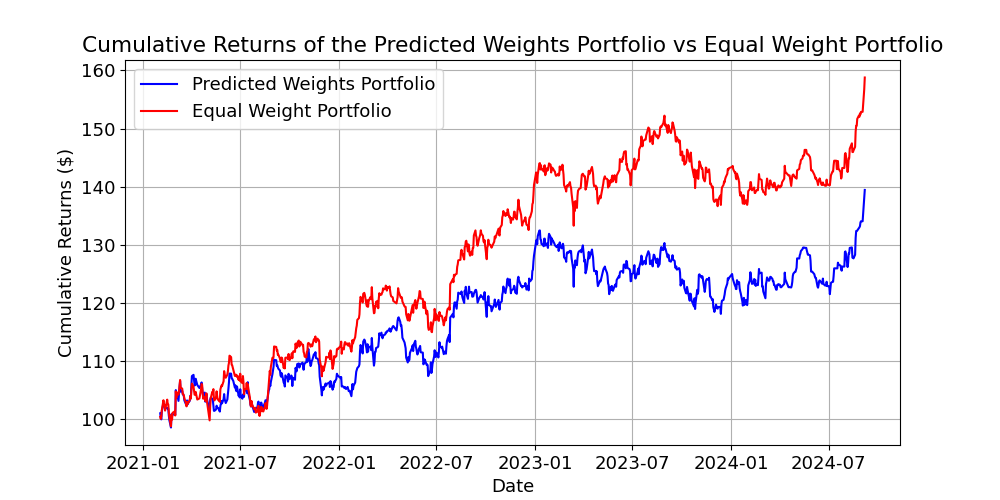 Cumulative Returns of the Predicted Weights Portfolio vs Equal Weight Portfolio
Predicted Weights Portfolio
Equal Weight Portfolio
Cumulative Returns ($)
160
150
140
130
120
110
100
2021-01 2021-07 2022-01 2022-07 2023-01 2023-07 2024-01 2024-07
Date